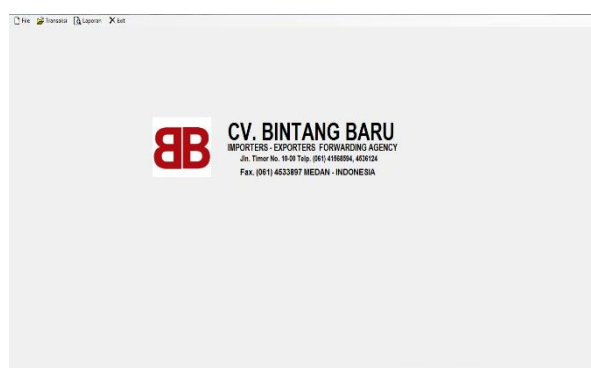 File Transaksi Laporan Exit
BB
CV. BINTANG BARU
IMPORTERS - EXPORTERS FORWARDING AGENCY
Jln. Timor No. 10-00 Telp. (061) 41568594, 4536124
Fax. (061) 4533897 MEDAN - INDONESIA